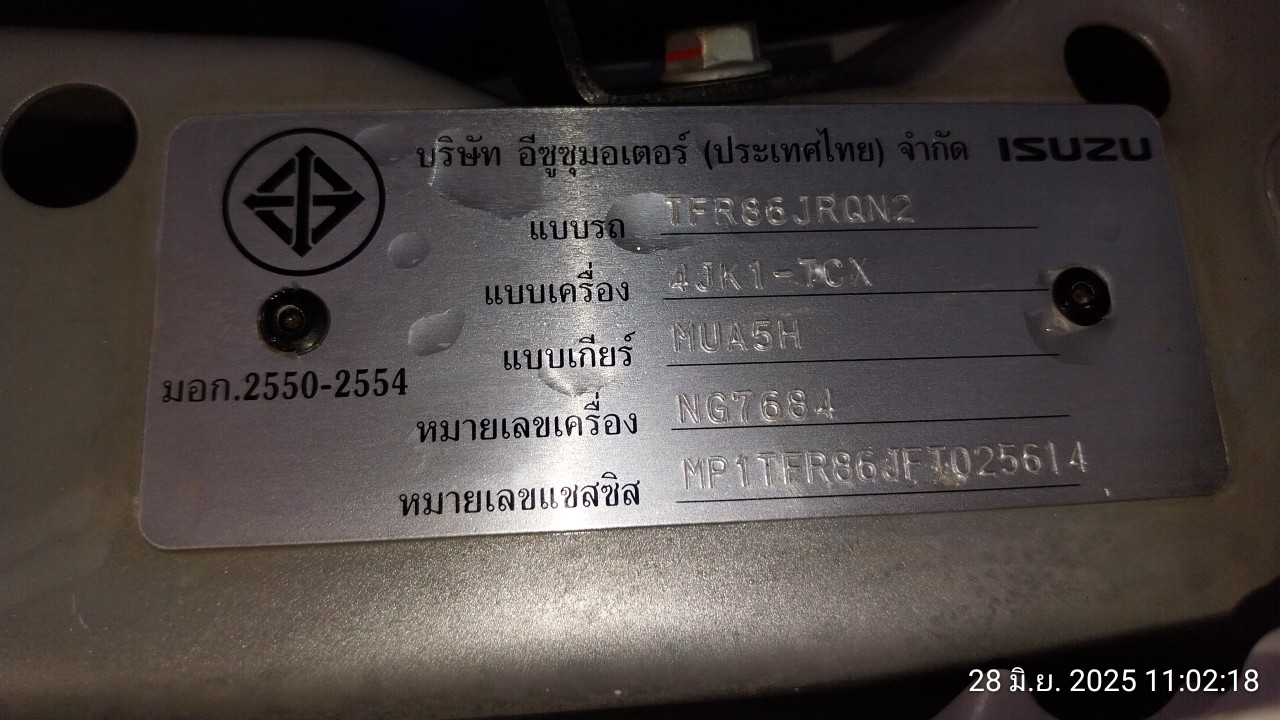 บริษัท อีซูซุมอเตอร์ (ประเทศไทย) จำกัด ISUZU
แบบรถ TFR86JRQN2
แบบเครื่อง 4JK1-TCX
แบบเกียร์ MUA5H
มอก.2550-2554
หมายเลขเครื่อง NG7684
หมายเลขแชสซิส MP1TFR86JFT025614
28 มิ.ย. 2025 11:02:18